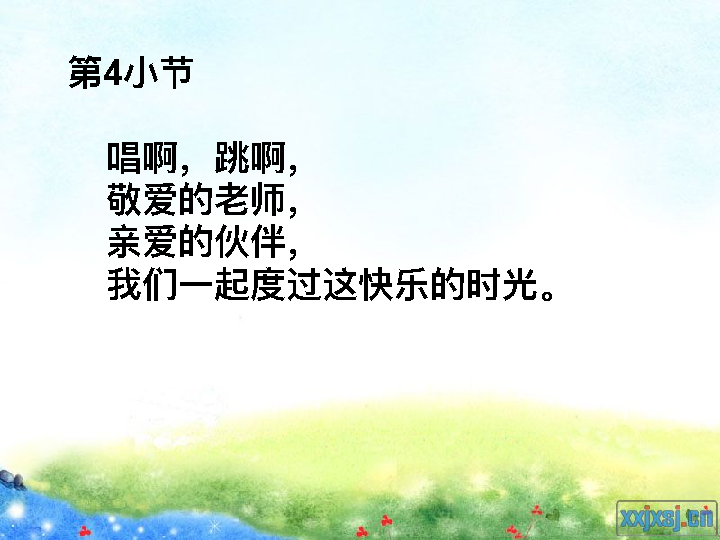 第4小节
唱啊，跳啊，
敬爱的老师，
亲爱的伙伴，
我们一起度过这快乐的时光。
xxjxsj.cn